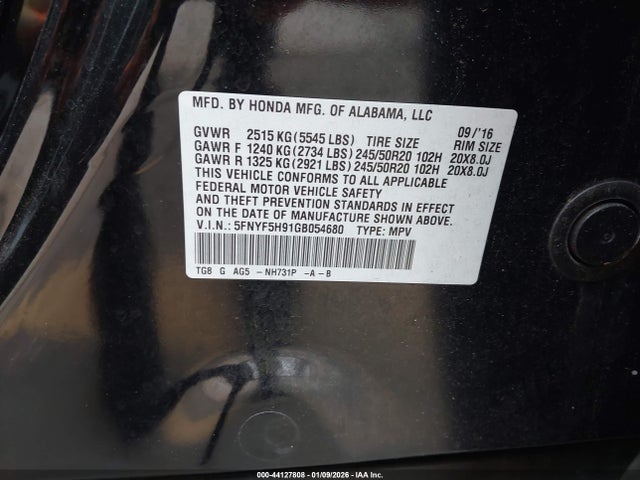 MFD. BY HONDA MFG. OF ALABAMA, LLC
09/'16
GVWR 2515 KG(5545 LBS) TIRE SIZE RIM SIZE
GAWR F 1240 KG(2734 LBS) 245/50R20 102H 20X8.0J
GAWR R 1325 KG(2921 LBS) 245/50R20 102H 20X8.0J
THIS VEHICLE CONFORMS TO ALL APPLICABLE
FEDERAL MOTOR VEHICLE SAFETY
AND THEFT PREVENTION STANDARDS IN EFFECT
ON THE DATE OF MANUFACTURE SHOWN ABOVE.
V.I.N.: 5FNYF5H91GB054680 TYPE: MPV
TG8 G AG5 -NH731P -A-B
000-44127808 - 01/09/2026 - IAA Inc.